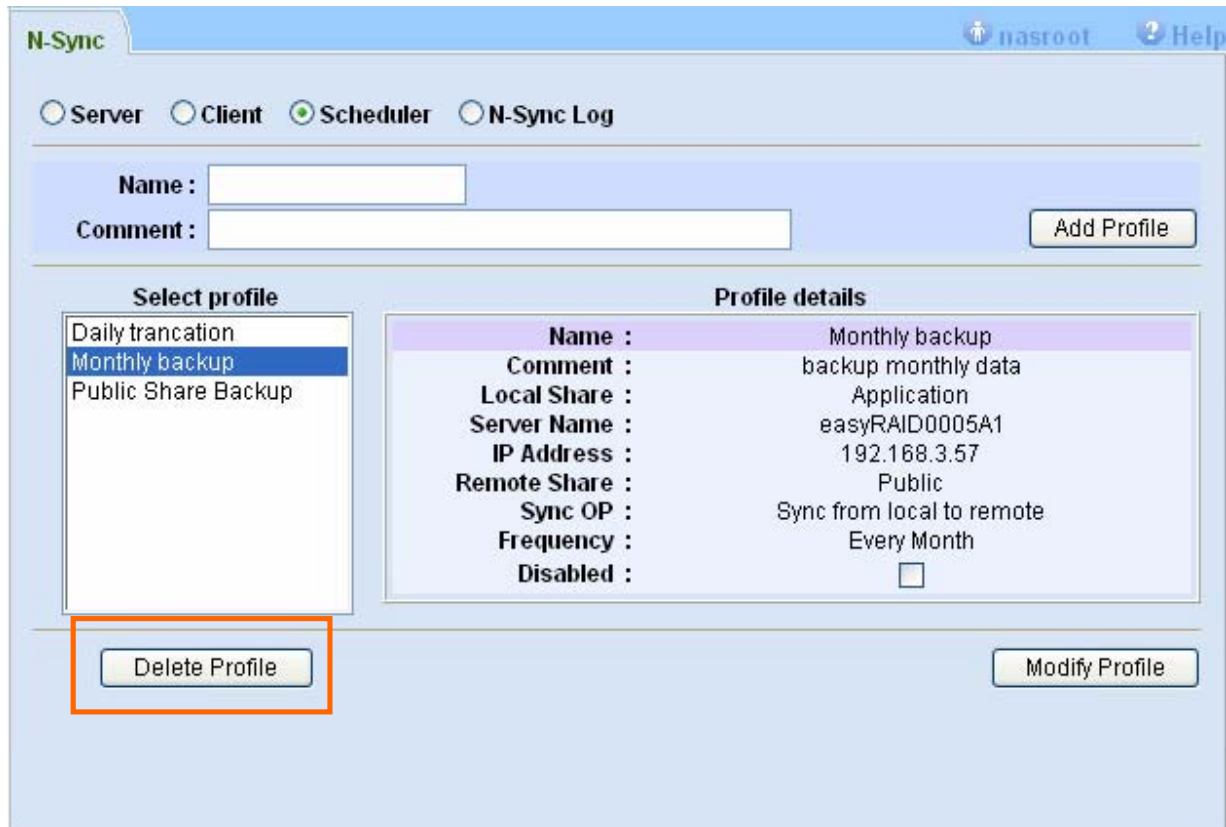 N-Sync nasroot Help
Server Client Scheduler N-Sync Log
Name :
Comment : Add Profile
Select profile Profile details
Daily trancation
Monthly backup
Public Share Backup
Name : Monthly backup
Comment : backup monthly data
Local Share : Application
Server Name : easyRAID0005A1
IP Address : 192.168.3.57
Remote Share : Public
Sync OP : Sync from local to remote
Frequency : Every Month
Disabled :
Delete Profile Modify Profile